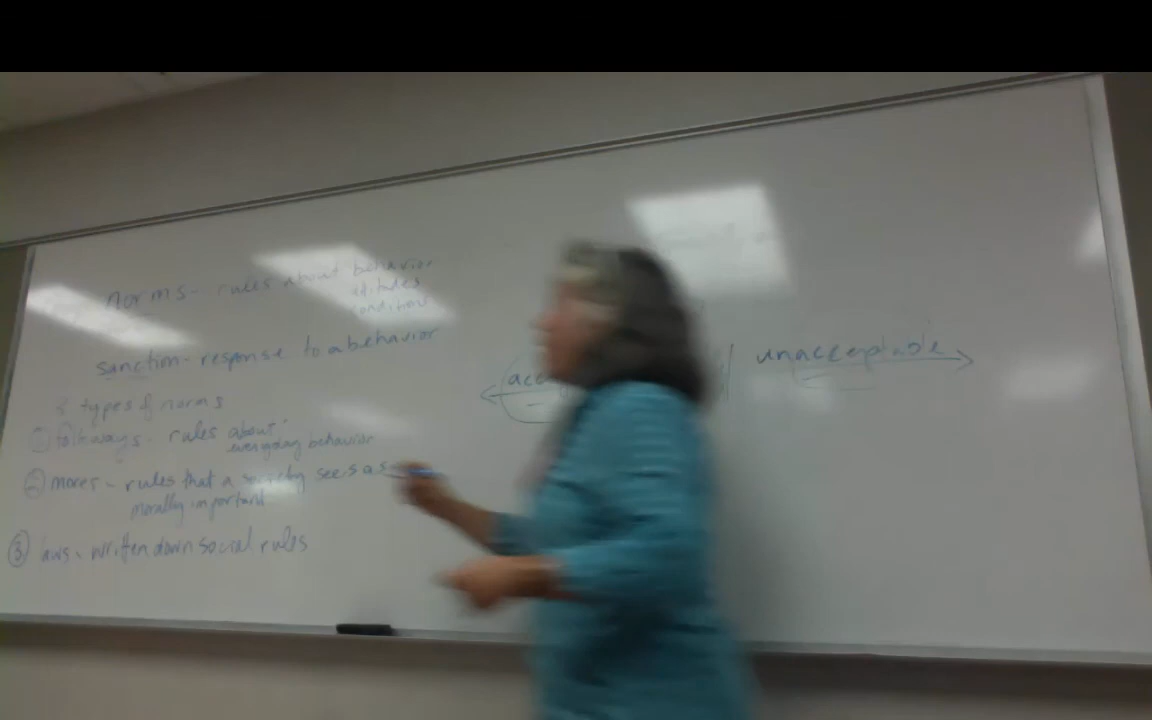 norms - rules about behavior
attitudes
conditions
sanction - response to a behavior
types of norms
① folkways - rules about
everyday behavior
② mores - rules that a society sees as
morally important
③ laws - written down social rules
unacceptable